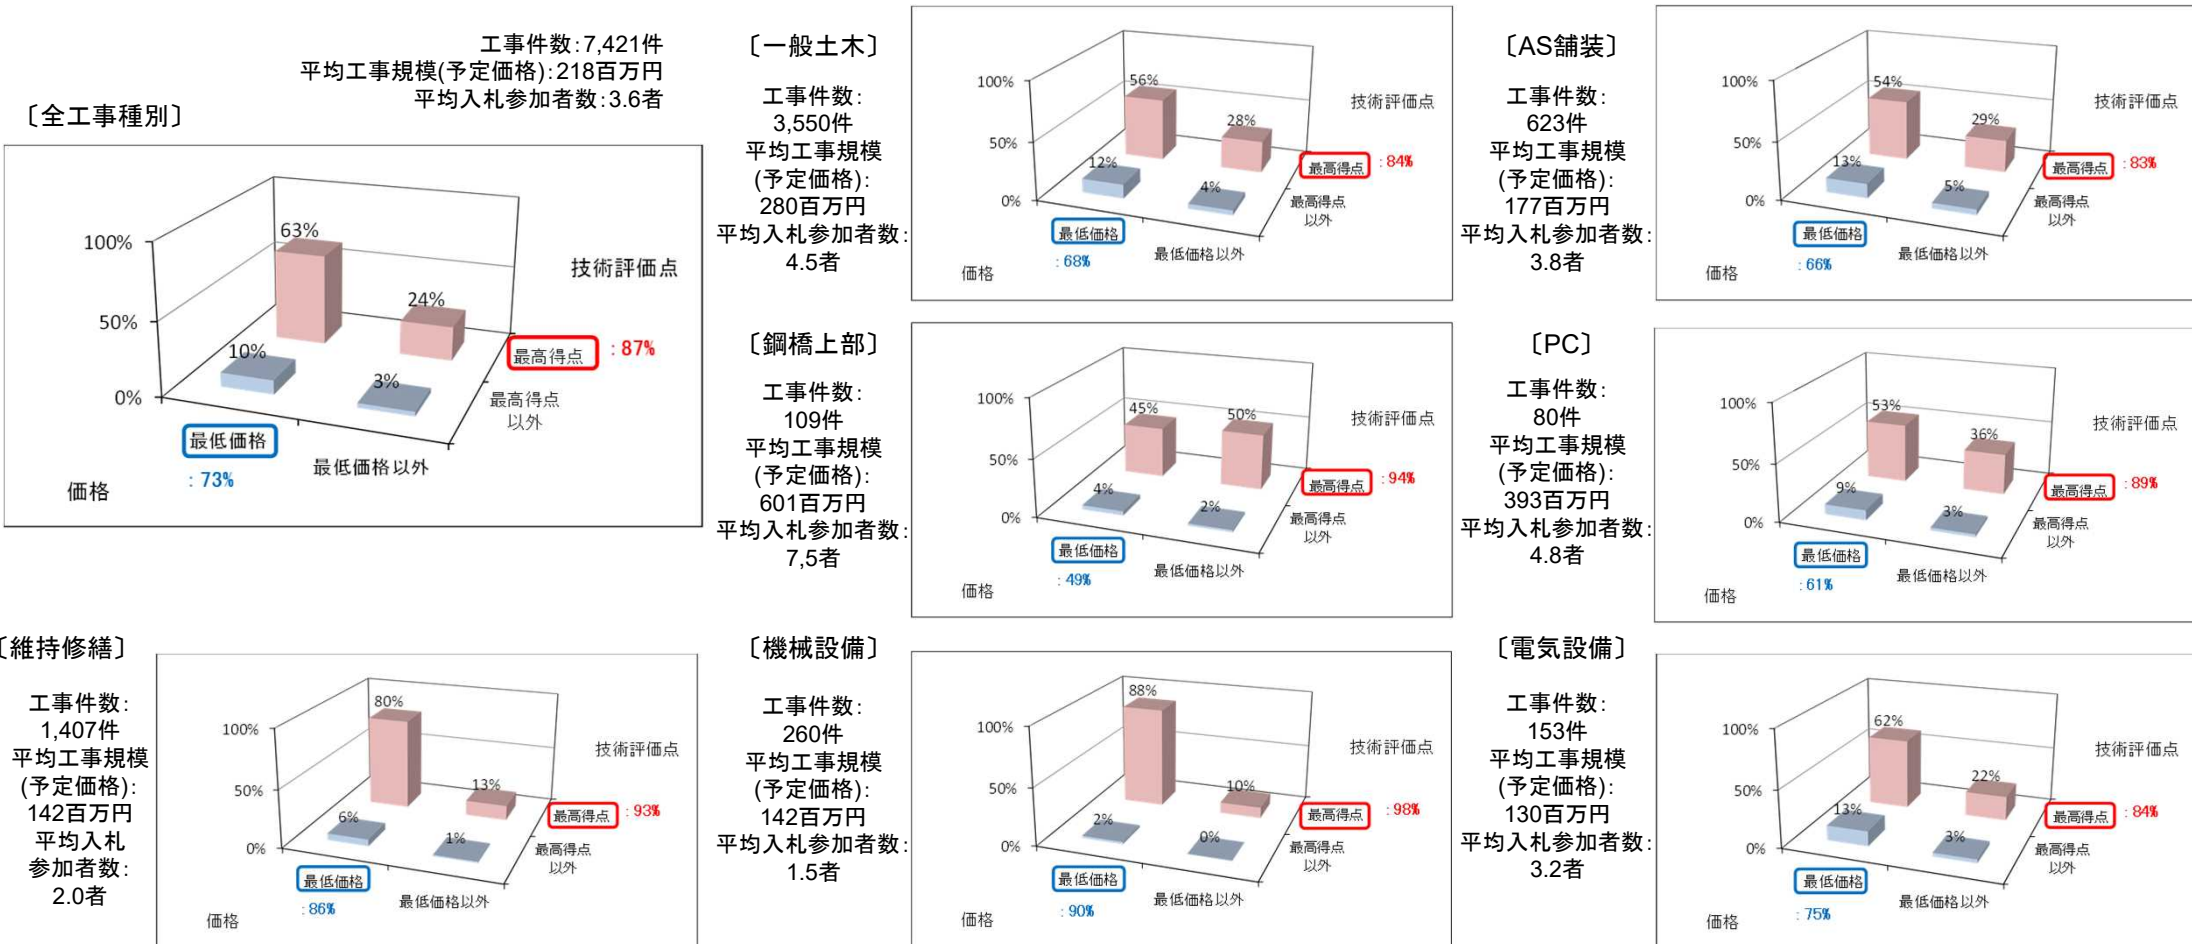 工事件数:7,421件
平均工事規模(予定価格):218百万円
平均入札参加者数:3.6者
〔全工事種別〕
100%
50%
0%
63%
24%
10%
3%
技術評価点
最高得点
:87%
最高得点
以外
最低価格
:73%
最低価格以外
価格
〔一般土木〕
工事件数:
3,550件
平均工事規模
(予定価格):
280百万円
平均入札参加者数:
4.5者
100%
50%
0%
56%
28%
12%
4%
技術評価点
最高得点
:84%
最高得点
以外
最低価格
:68%
最低価格以外
価格
〔AS舗装〕
工事件数:
623件
平均工事規模
(予定価格):
177百万円
平均入札参加者数:
3.8者
100%
50%
0%
54%
29%
13%
5%
技術評価点
最高得点
:83%
最高得点
以外
最低価格
:66%
最低価格以外
価格
〔鋼橋上部〕
工事件数:
109件
平均工事規模
(予定価格):
601百万円
平均入札参加者数:
7,5者
100%
50%
0%
45%
50%
4%
2%
技術評価点
最高得点
:94%
最高得点
以外
最低価格
:49%
最低価格以外
価格
〔PC〕
工事件数:
80件
平均工事規模
(予定価格):
393百万円
平均入札参加者数:
4.8者
100%
50%
0%
53%
36%
9%
3%
技術評価点
最高得点
:89%
最高得点
以外
最低価格
:61%
最低価格以外
価格
〔維持修繕〕
工事件数:
1,407件
平均工事規模
(予定価格):
142百万円
平均入札
参加者数:
2.0者
100%
50%
0%
80%
13%
6%
1%
技術評価点
最高得点
:93%
最高得点
以外
最低価格
:86%
最低価格以外
価格
〔機械設備〕
工事件数:
260件
平均工事規模
(予定価格):
142百万円
平均入札参加者数:
1.5者
100%
50%
0%
88%
10%
2%
0%
技術評価点
最高得点
:98%
最高得点
以外
最低価格
:90%
最低価格以外
価格
〔電気設備〕
工事件数:
153件
平均工事規模
(予定価格):
130百万円
平均入札参加者数:
3.2者
100%
50%
0%
62%
22%
13%
3%
技術評価点
最高得点
:84%
最高得点
以外
最低価格
:75%
最低価格以外
価格